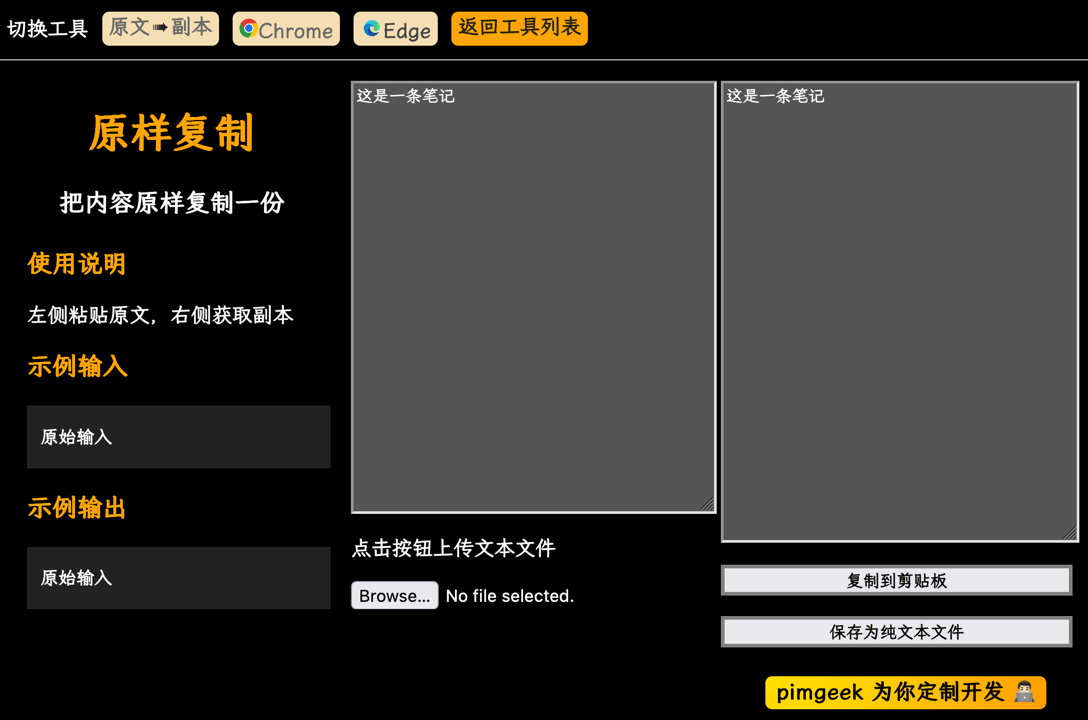 切换工具 原文➠副本 Chrome Edge 返回工具列表
原样复制
把内容原样复制一份
使用说明
左侧粘贴原文，右侧获取副本
示例输入
原始输入
示例输出
原始输入
这是一条笔记
点击按钮上传文本文件
Browse... No file selected.
这是一条笔记
复制到剪贴板
保存为纯文本文件
pimgeek 为你定制开发 👨🏻‍💻